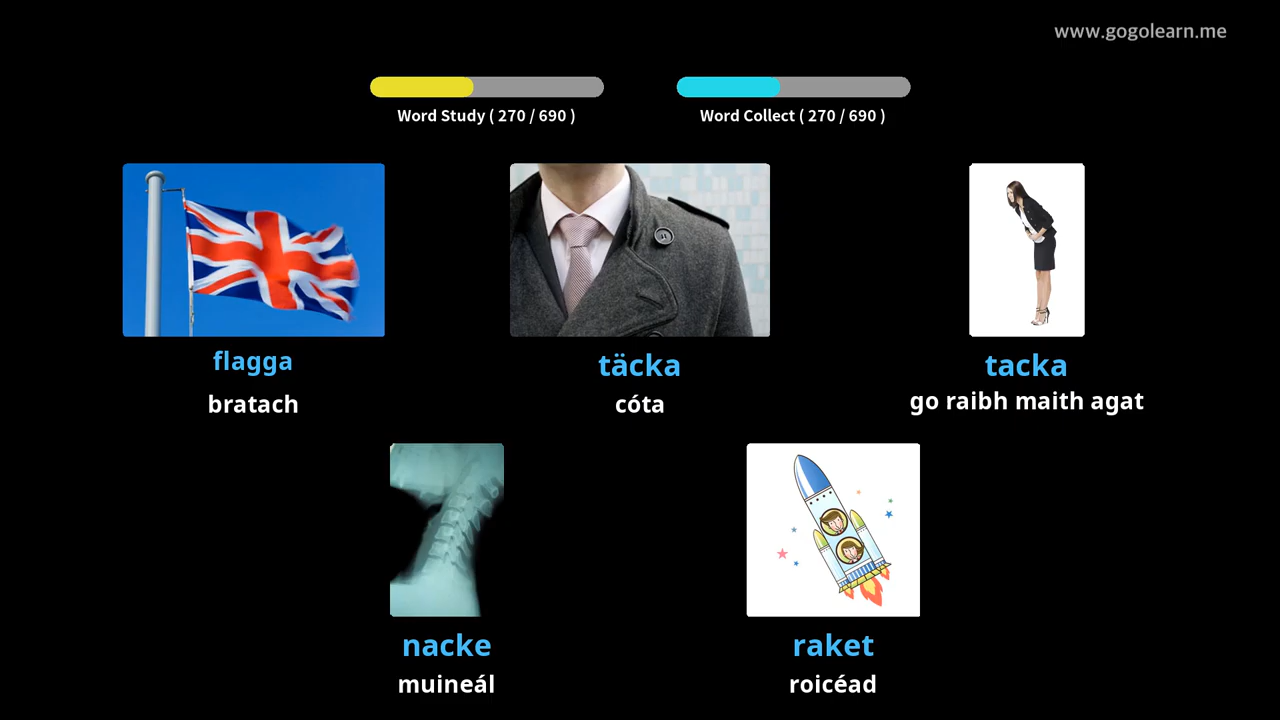 www.gogolearn.me
Word Study ( 270 / 690 )
Word Collect ( 270 / 690 )
flagga
bratach
täcka
cóta
tacka
go raibh maith agat
nacke
muineál
raket
roicéad